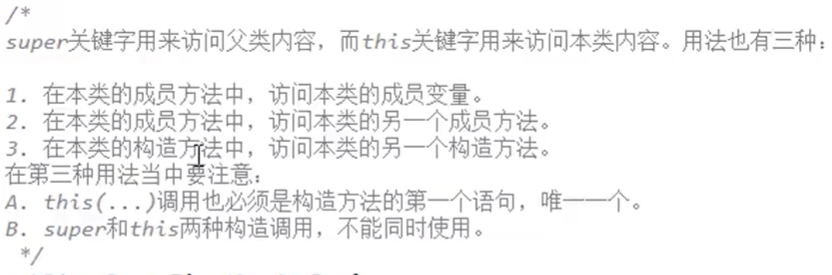 /*
super关键字用来访问父类内容，而this关键字用来访问本类内容。用法也有三种：
1. 在本类的成员方法中，访问本类的成员变量。
2. 在本类的成员方法中，访问本类的另一个成员方法。
3. 在本类的构造方法中，访问本类的另一个构造方法。
在第三种用法当中要注意：
A. this(...)调用也必须是构造方法的第一个语句，唯一一个。
B. super和this两种构造调用，不能同时使用。
*/